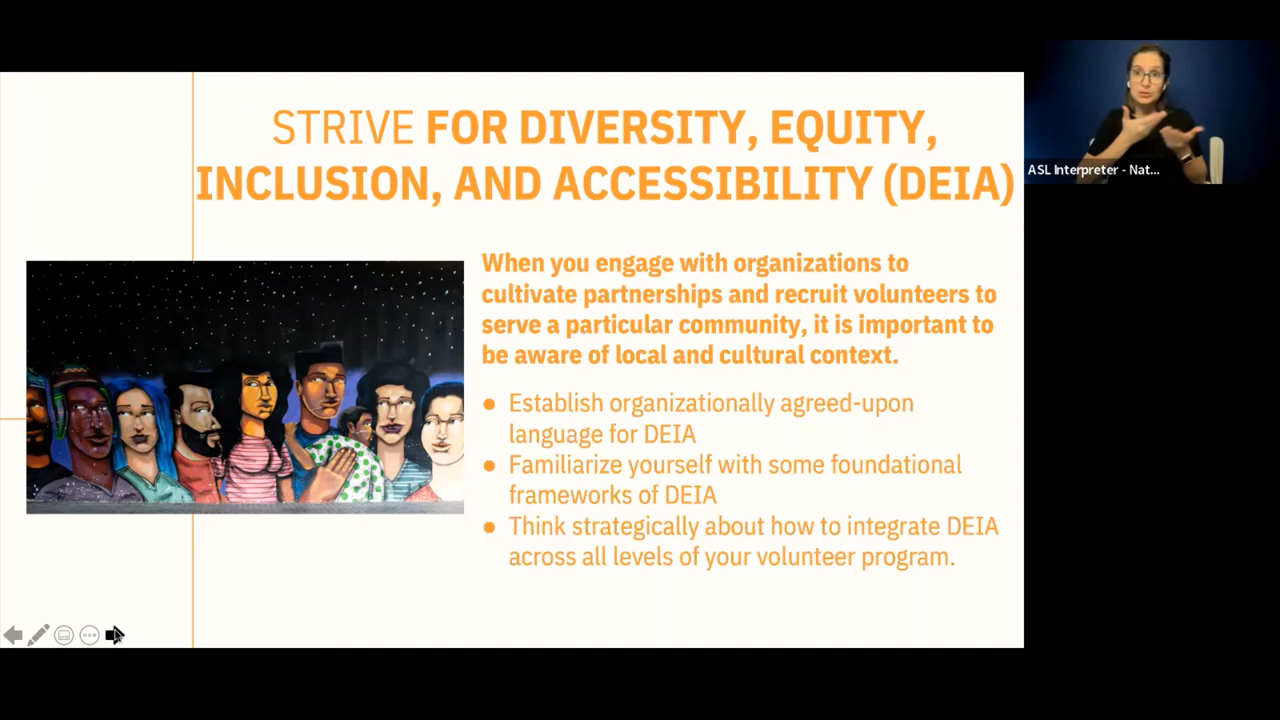 STRIVE FOR DIVERSITY, EQUITY,
INCLUSION, AND ACCESSIBILITY (DEIA)
When you engage with organizations to
cultivate partnerships and recruit volunteers to
serve a particular community, it is important to
be aware of local and cultural context.
● Establish organizationally agreed-upon
language for DEIA
● Familiarize yourself with some foundational
frameworks of DEIA
● Think strategically about how to integrate DEIA
across all levels of your volunteer program.
ASL Interpreter - Nat...